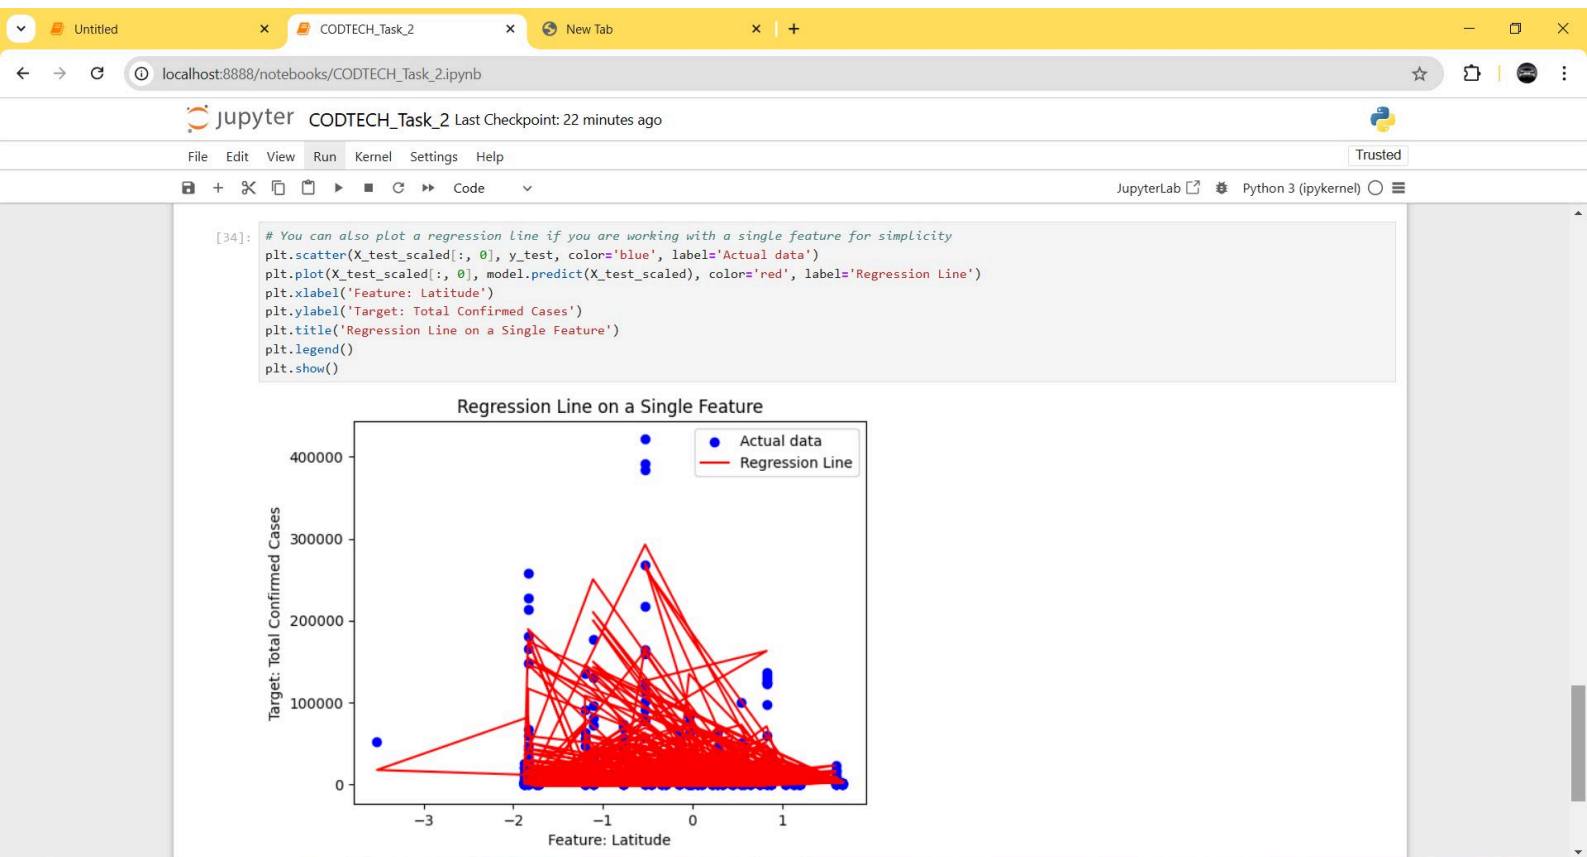 Untitled
CODTECH_Task_2
New Tab
localhost:8888/notebooks/CODTECH_Task_2.ipynb
jupyter CODTECH_Task_2 Last Checkpoint: 22 minutes ago
File Edit View Run Kernel Settings Help Trusted
Code JupyterLab Python 3 (ipykernel)
[34]: # You can also plot a regression line if you are working with a single feature for simplicity
plt.scatter(X_test_scaled[:, 0], y_test, color='blue', label='Actual data')
plt.plot(X_test_scaled[:, 0], model.predict(X_test_scaled), color='red', label='Regression Line')
plt.xlabel('Feature: Latitude')
plt.ylabel('Target: Total Confirmed Cases')
plt.title('Regression Line on a Single Feature')
plt.legend()
plt.show()
Regression Line on a Single Feature
Actual data
Regression Line
Target: Total Confirmed Cases
400000
300000
200000
100000
0
−3 −2 −1 0 1
Feature: Latitude